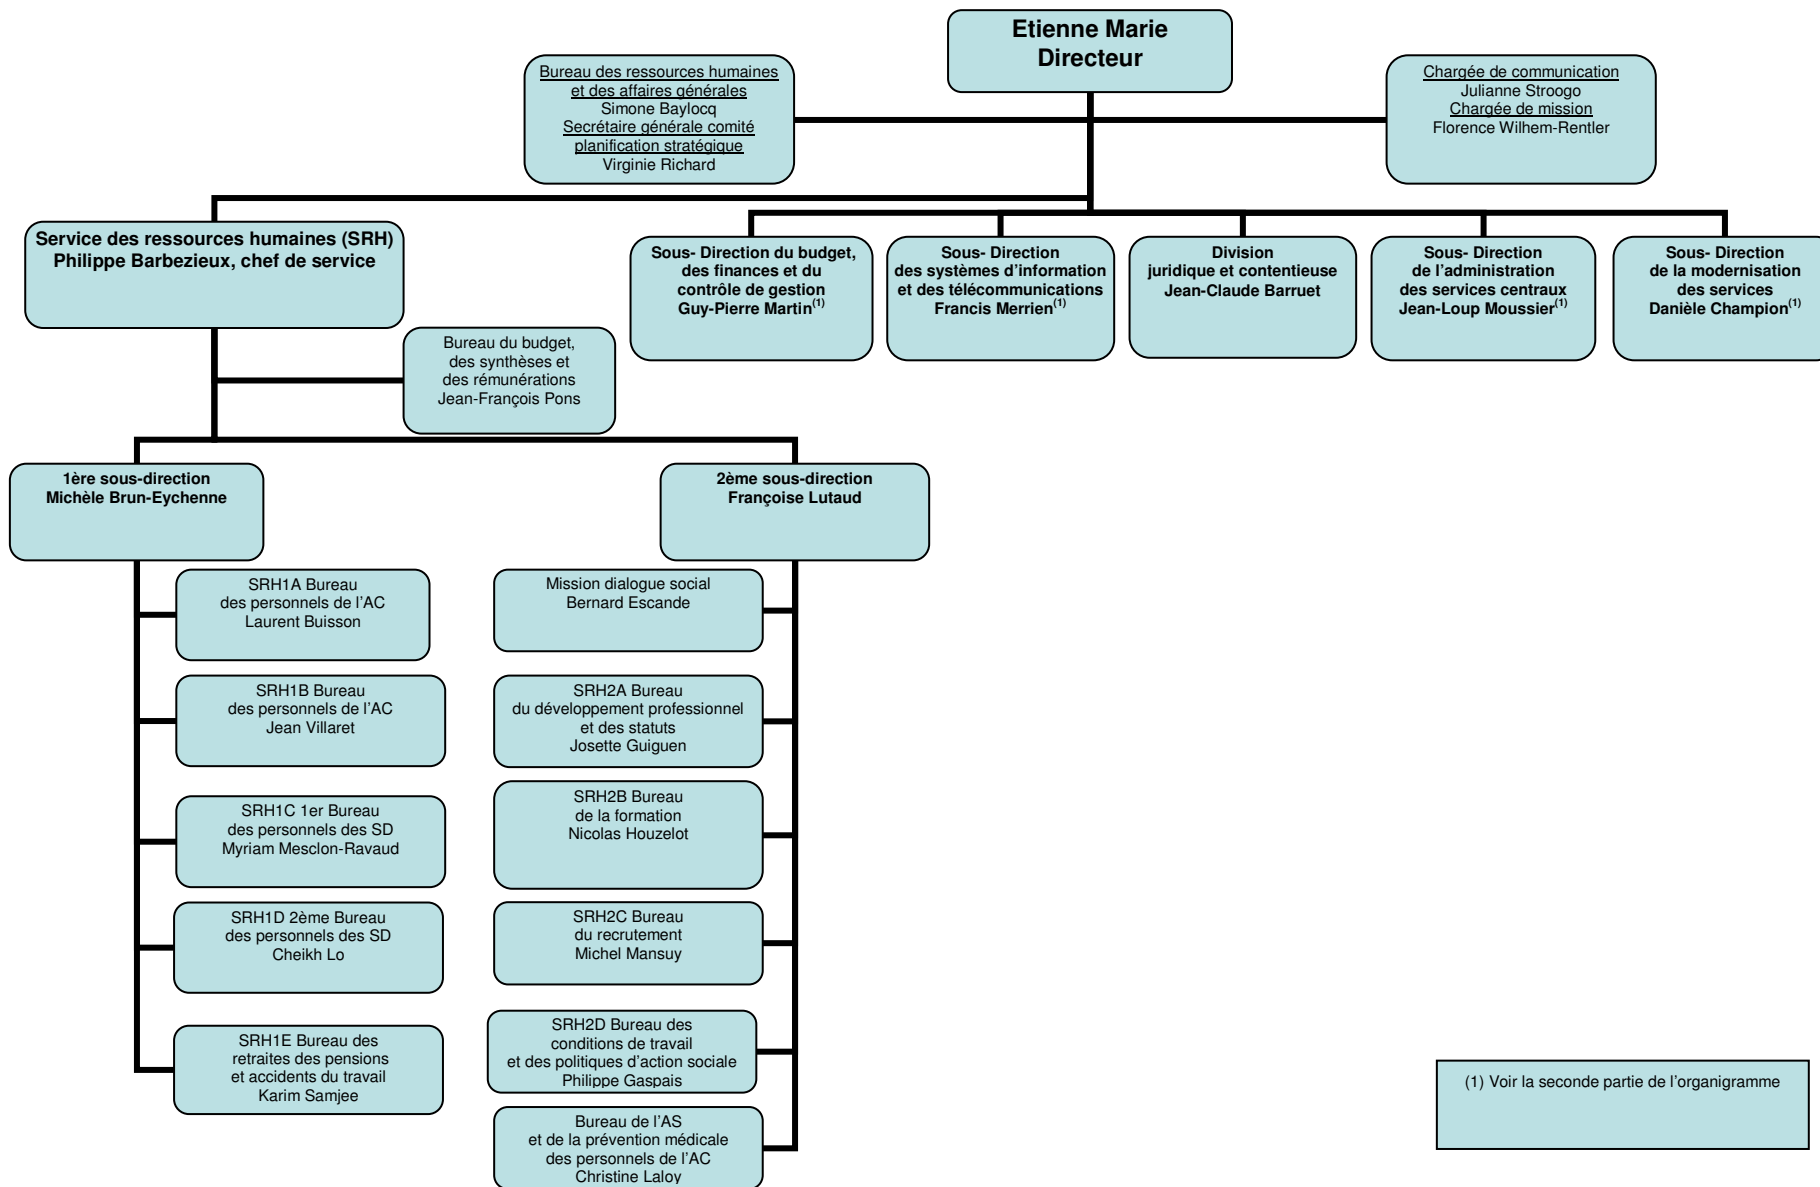 Etienne Marie
Directeur
Bureau des ressources humaines
et des affaires générales
Simone Baylocq
Secrétaire générale comité
planification stratégique
Virginie Richard
Chargée de communication
Julianne Stroogo
Chargée de mission
Florence Wilhem-Rentler
Service des ressources humaines (SRH)
Philippe Barbezieux, chef de service
Sous- Direction du budget,
des finances et du
contrôle de gestion
Guy-Pierre Martin(1)
Sous- Direction
des systèmes d'information
et des télécommunications
Francis Merrien(1)
Division
juridique et contentieuse
Jean-Claude Barruet
Sous- Direction
de l'administration
des services centraux
Jean-Loup Moussier(1)
Sous- Direction
de la modernisation
des services
Danièle Champion(1)
Bureau du budget,
des synthèses et
des rémunérations
Jean-François Pons
1ère sous-direction
Michèle Brun-Eychenne
2ème sous-direction
Françoise Lutaud
SRH1A Bureau
des personnels de l'AC
Laurent Buisson
SRH1B Bureau
des personnels de l'AC
Jean Villaret
SRH1C 1er Bureau
des personnels des SD
Myriam Mesclon-Ravaud
SRH1D 2ème Bureau
des personnels des SD
Cheikh Lo
SRH1E Bureau des
retraites des pensions
et accidents du travail
Karim Samjee
Mission dialogue social
Bernard Escande
SRH2A Bureau
du développement professionnel
et des statuts
Josette Guiguen
SRH2B Bureau
de la formation
Nicolas Houzelot
SRH2C Bureau
du recrutement
Michel Mansuy
SRH2D Bureau des
conditions de travail
et des politiques d'action sociale
Philippe Gaspais
Bureau de l'AS
et de la prévention médicale
des personnels de l'AC
Christine Laloy
(1) Voir la seconde partie de l'organigramme